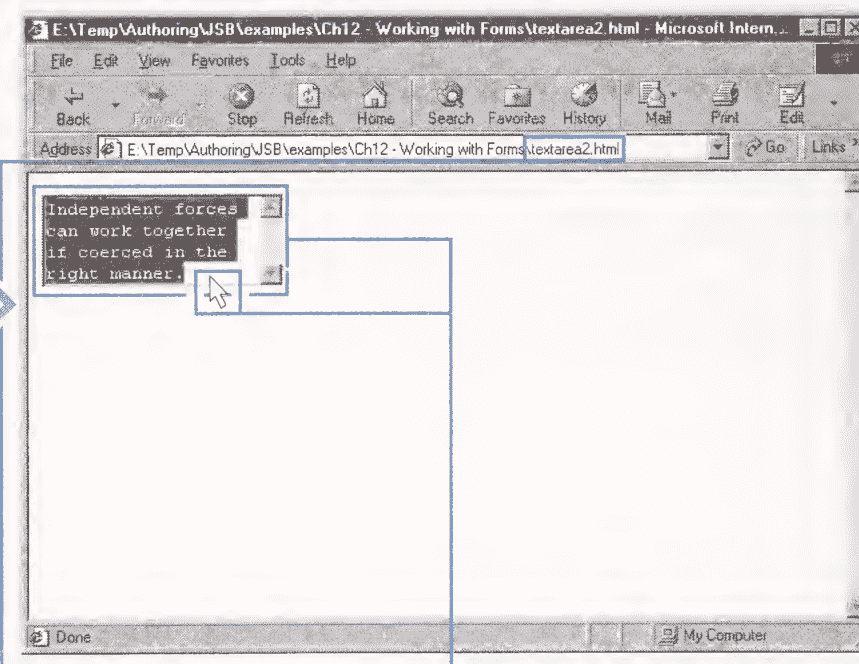 E:\Temp\Authoring\JSB\examples\Ch12 - Working with Forms\textarea2.html - Microsoft Intern...
File Edit View Favorites Tools Help
Back Forward Stop Refresh Home Search Favorites History Mail Print Edit
Address E:\Temp\Authoring\JSB\examples\Ch12 - Working with Forms\textarea2.html Go Links »
Independent forces
can work together
if coerced in the
right manner.
Done My Computer